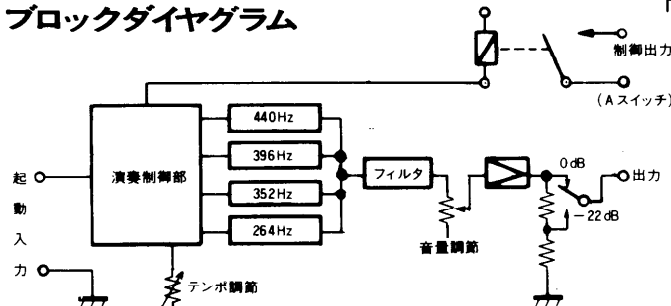 ブロックダイヤグラム
制御出力
(Aスイッチ)
440Hz
396Hz
352Hz
264Hz
演奏制御部
フィルタ
0dB
出力
-22dB
音量調節
起動入力
テンポ調節